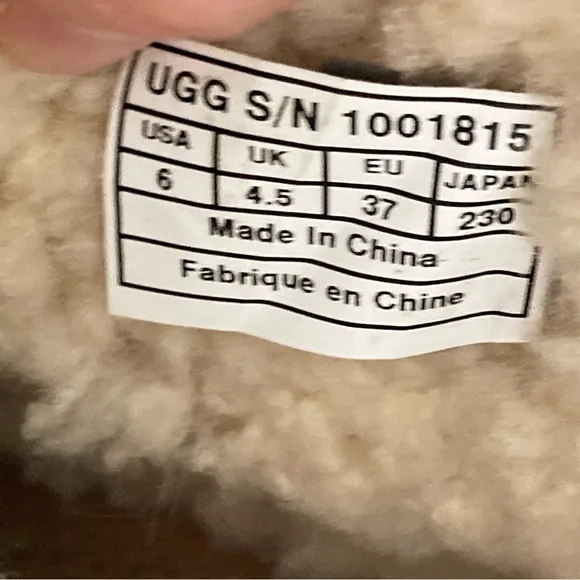 UGG S/N 1001815
USA UK EU JAPAN
6 4.5 37 230
Made In China
Fabrique en Chine